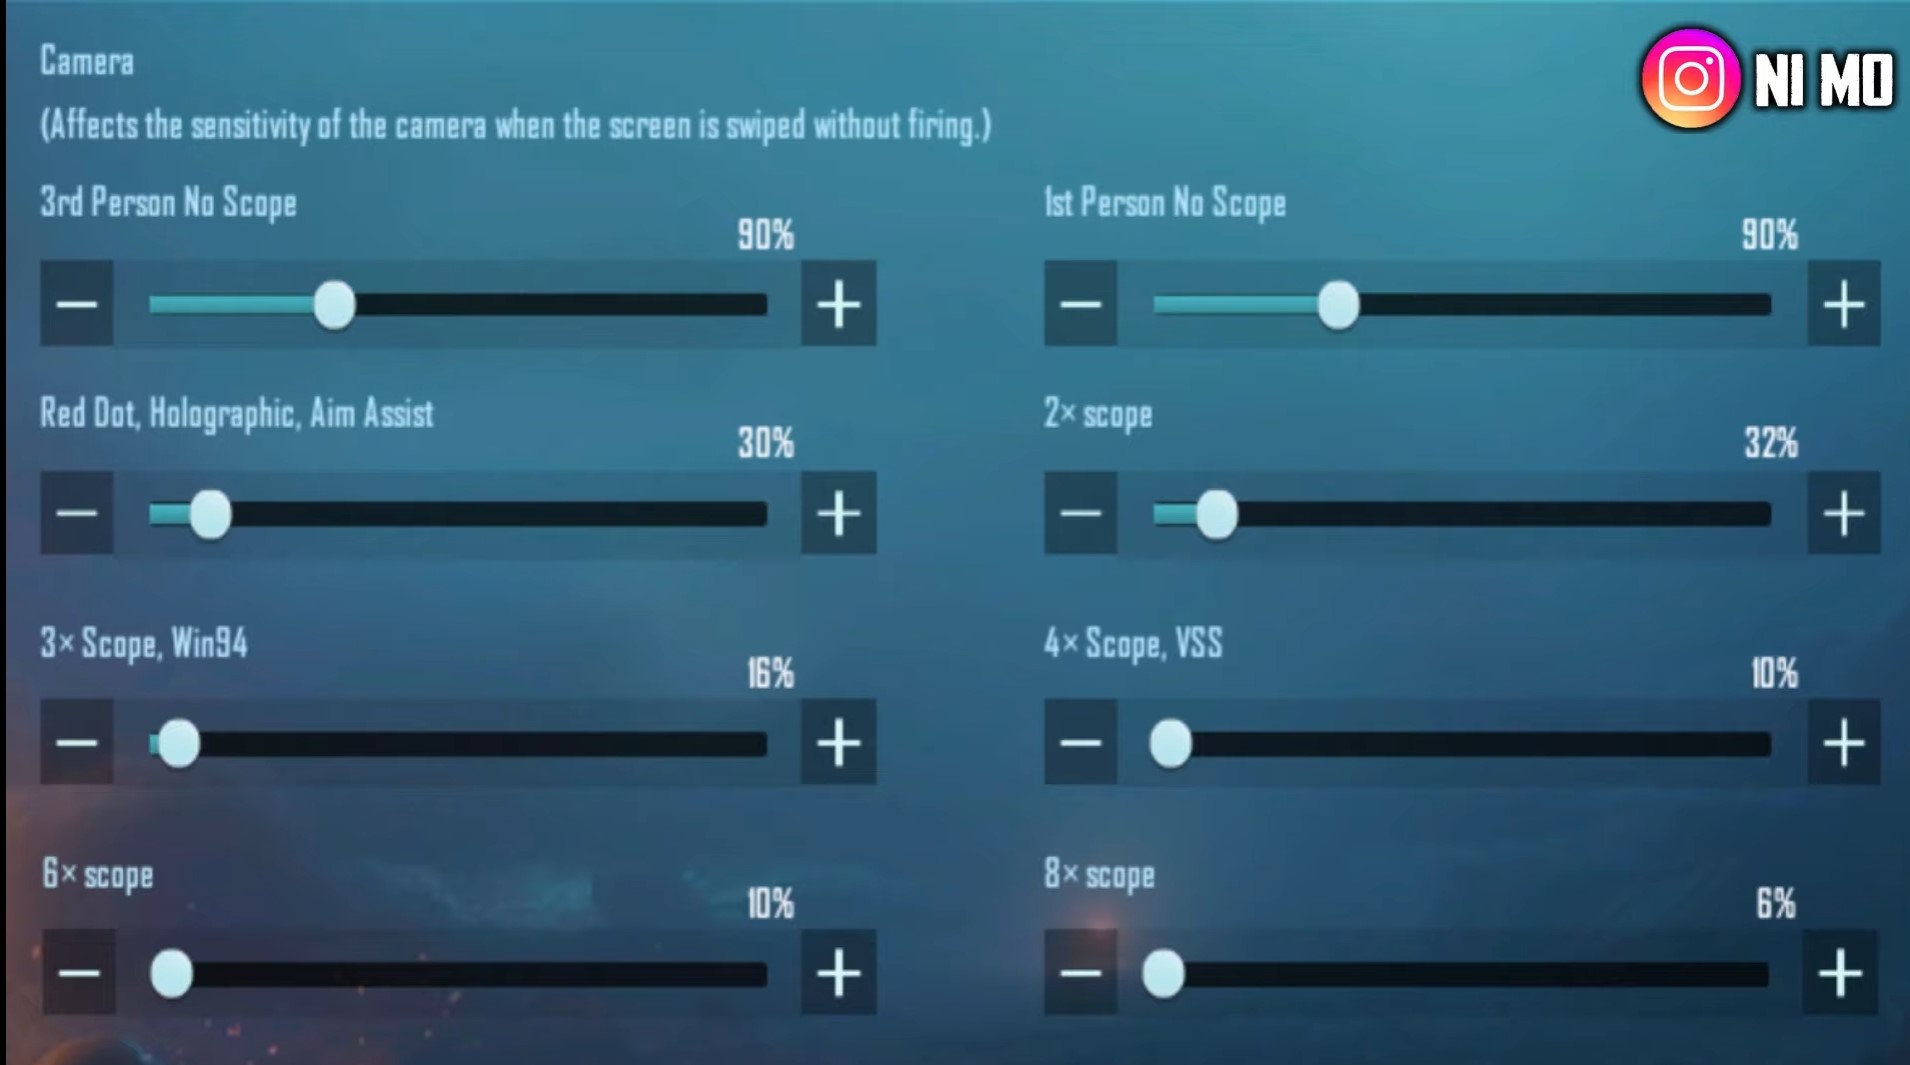 Camera
NI MO
(Affects the sensitivity of the camera when the screen is swiped without firing.)
3rd Person No Scope
90%
1st Person No Scope
90%
Red Dot, Holographic, Aim Assist
30%
2× scope
32%
3× Scope, Win94
16%
4× Scope, VSS
10%
6× scope
10%
8× scope
6%